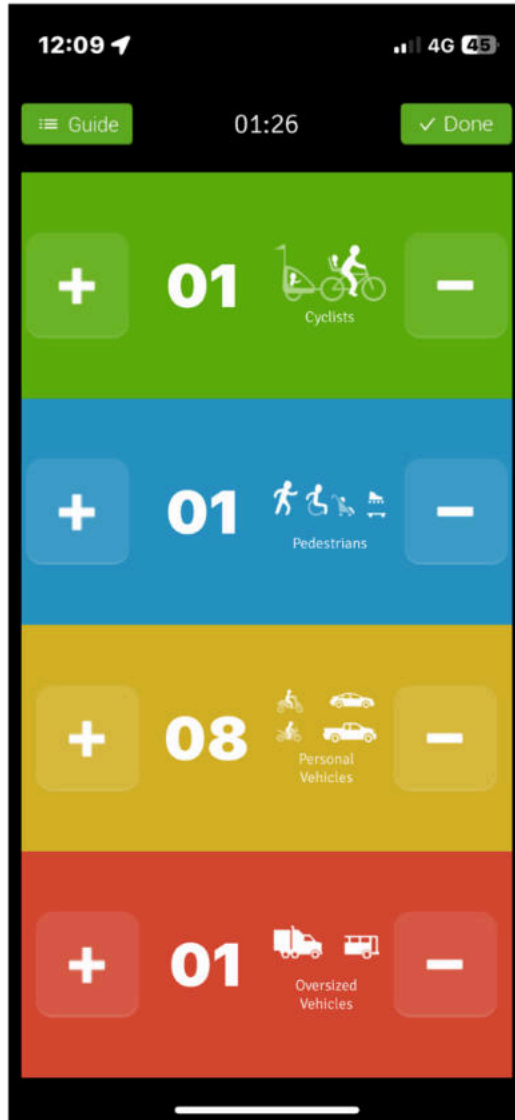 12:09 4G 45
Guide 01:26 Done
01
Cyclists
01
Pedestrians
08
Personal
Vehicles
01
Oversized
Vehicles